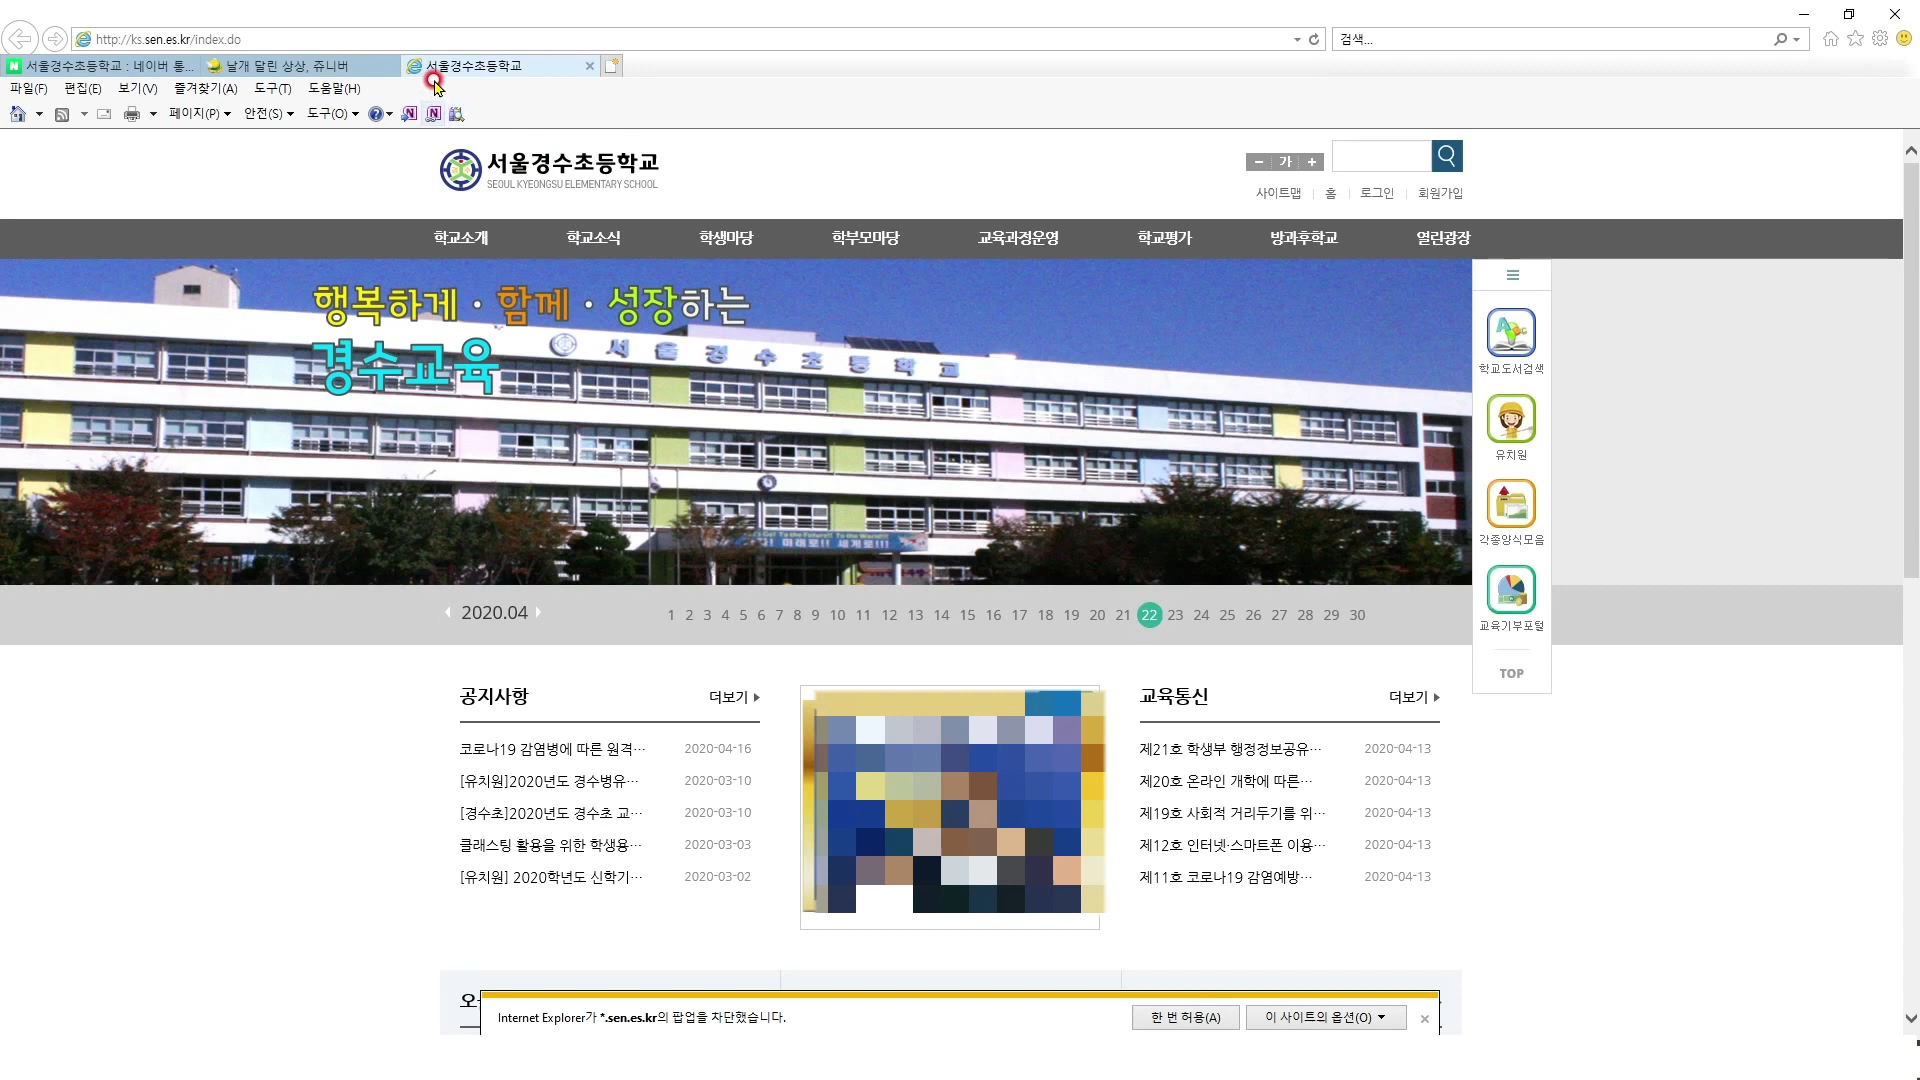 http://ks.sen.es.kr/index.do
검색...
서울경수초등학교 : 네이버 통...
날개 달린 상상, 쥬니버
서울경수초등학교
파일(F) 편집(E) 보기(V) 즐겨찾기(A) 도구(T) 도움말(H)
페이지(P) 안전(S) 도구(O)
서울경수초등학교
SEOUL KYEONGSU ELEMENTARY SCHOOL
- 가 +
사이트맵 홈 로그인 회원가입
학교소개 학교소식 학생마당 학부모마당 교육과정운영 학교평가 방과후학교 열린광장
행복하게 · 함께 · 성장하는
경수교육
서울경수초등학교
미래로!! 세계로!!!
학교도서검색
유치원
각종양식모음
교육기부포털
TOP
2020.04
1 2 3 4 5 6 7 8 9 10 11 12 13 14 15 16 17 18 19 20 21 22 23 24 25 26 27 28 29 30
공지사항 더보기
코로나19 감염병에 따른 원격… 2020-04-16
[유치원]2020년도 경수병유… 2020-03-10
[경수초]2020년도 경수초 교… 2020-03-10
클래스팅 활용을 위한 학생용… 2020-03-03
[유치원] 2020학년도 신학기… 2020-03-02
교육통신 더보기
제21호 학생부 행정정보공유… 2020-04-13
제20호 온라인 개학에 따른… 2020-04-13
제19호 사회적 거리두기를 위… 2020-04-13
제12호 인터넷·스마트폰 이용… 2020-04-13
제11호 코로나19 감염예방… 2020-04-13
오
Internet Explorer가 *.sen.es.kr의 팝업을 차단했습니다.
한 번 허용(A)
이 사이트의 옵션(O)